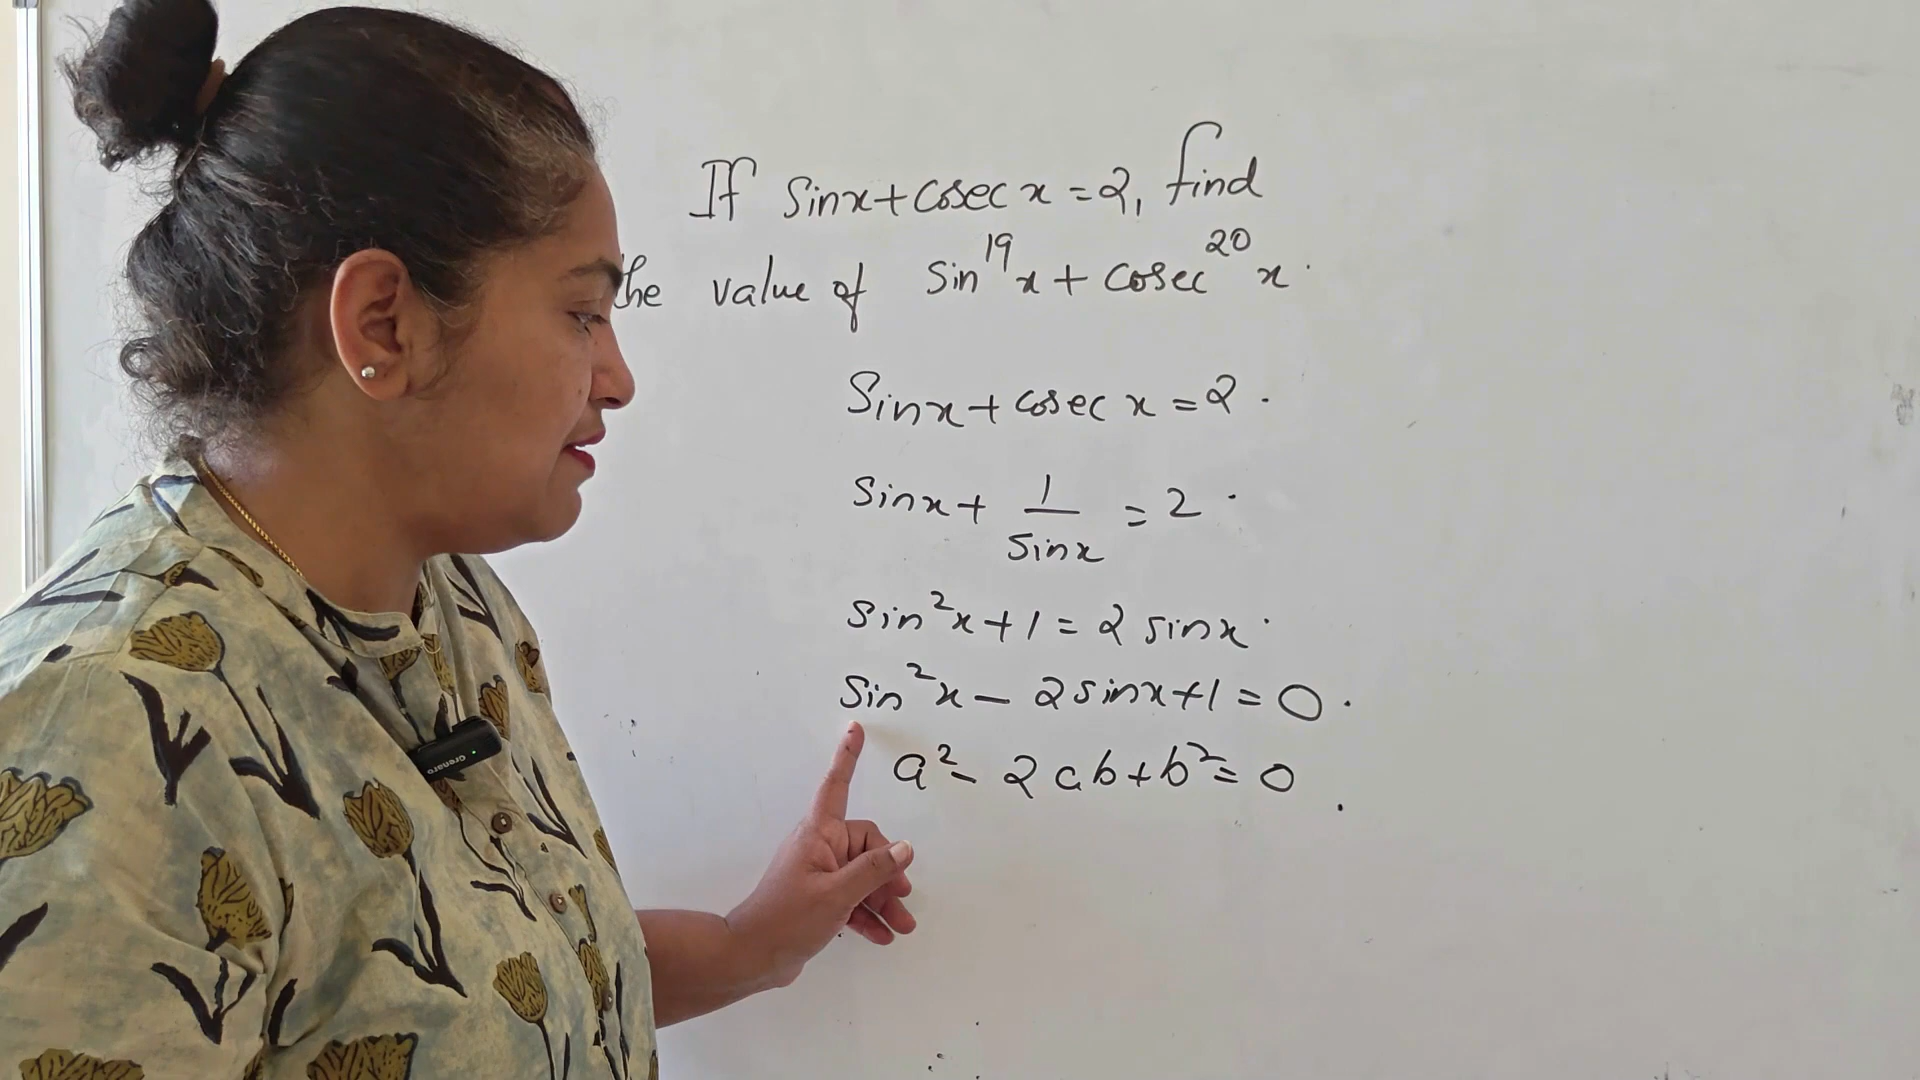 If sinx + cosec x = 2, find
the value of sin¹⁹x + cosec²⁰x.
Sinx + cosec x = 2.
sinx + 1/sinx = 2.
sin²x + 1 = 2 sinx.
sin²x - 2sinx + 1 = 0.
a² - 2ab + b² = 0.
Grenaro